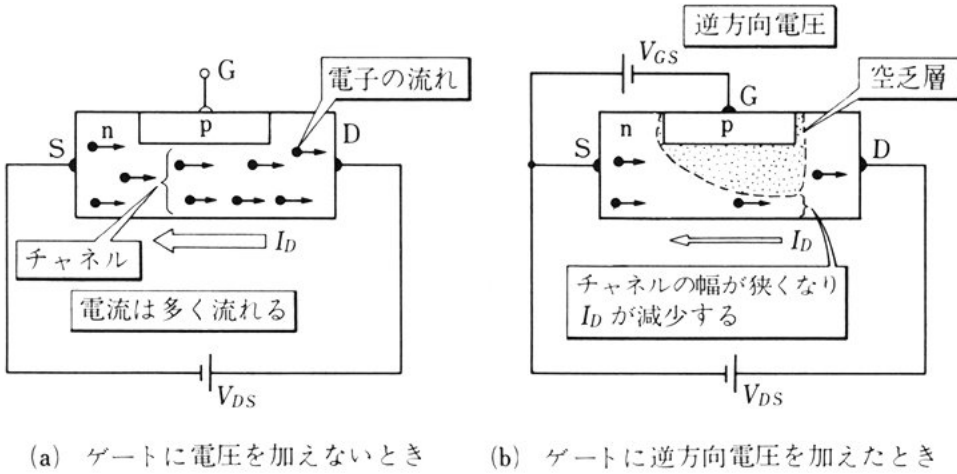 G
電子の流れ
n
p
S
D
チャネル
I_D
電流は多く流れる
V_DS
(a) ゲートに電圧を加えないとき
逆方向電圧
V_GS
G
空乏層
n
p
S
D
I_D
チャネルの幅が狭くなり
I_D が減少する
V_DS
(b) ゲートに逆方向電圧を加えたとき